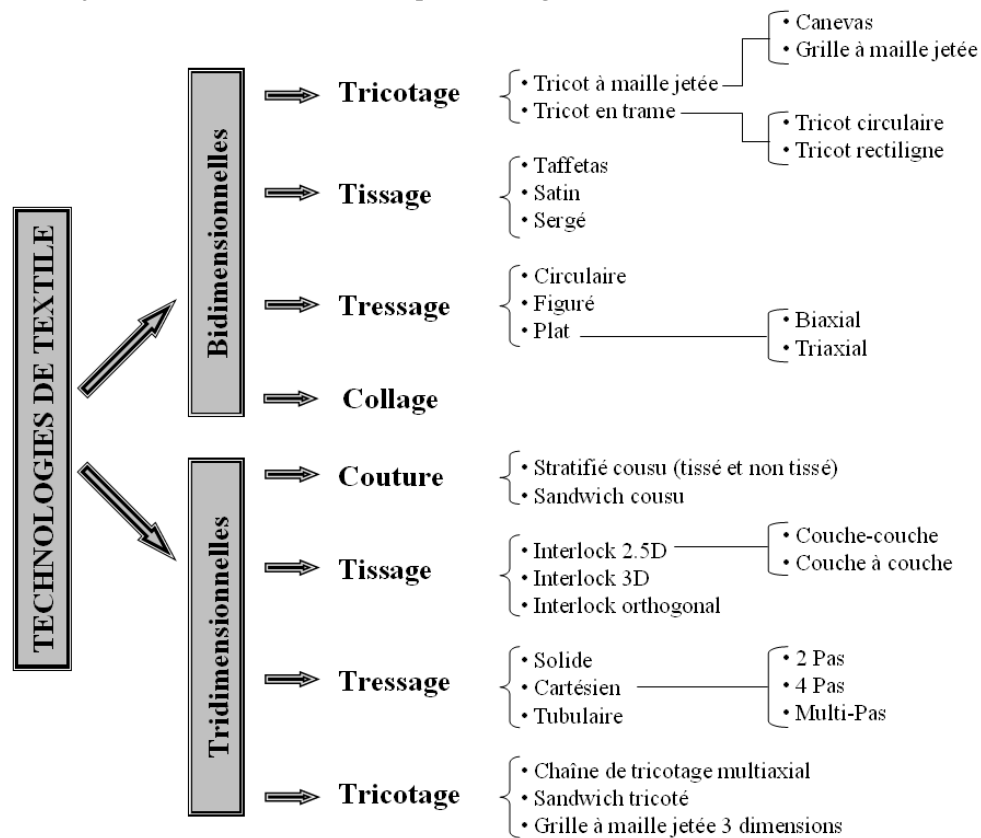 TECHNOLOGIES DE TEXTILE
Bidimensionnelles
Tricotage
• Tricot à maille jetée
• Canevas
• Grille à maille jetée
• Tricot en trame
• Tricot circulaire
• Tricot rectiligne
Tissage
• Taffetas
• Satin
• Sergé
Tressage
• Circulaire
• Figuré
• Plat
• Biaxial
• Triaxial
Collage
Tridimensionnelles
Couture
• Stratifié cousu (tissé et non tissé)
• Sandwich cousu
Tissage
• Interlock 2.5D
• Couche-couche
• Couche à couche
• Interlock 3D
• Interlock orthogonal
Tressage
• Solide
• Cartésien
• 2 Pas
• 4 Pas
• Multi-Pas
• Tubulaire
Tricotage
• Chaîne de tricotage multiaxial
• Sandwich tricoté
• Grille à maille jetée 3 dimensions